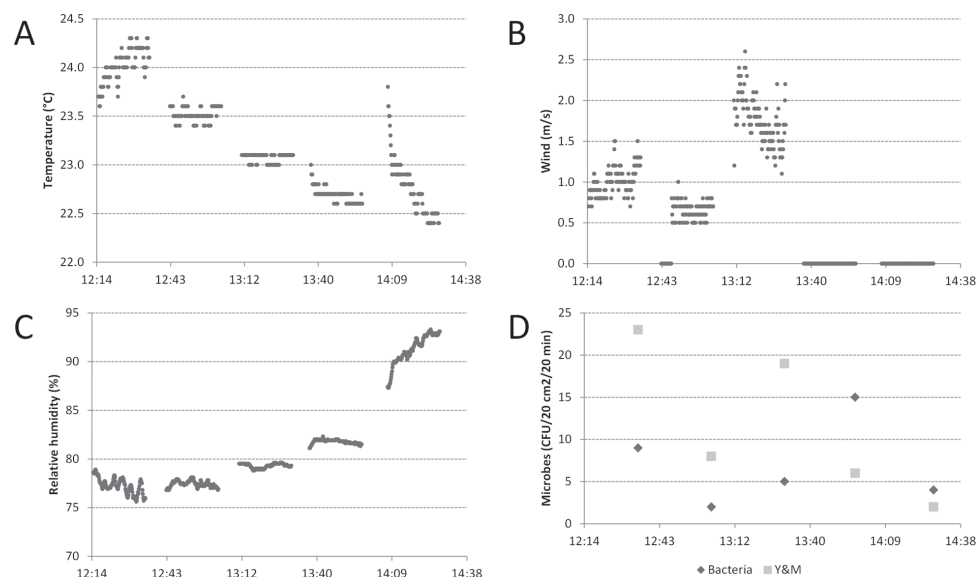 A
Temperature (°C)
24.5
24.0
23.5
23.0
22.5
22.0
12:14 12:43 13:12 13:40 14:09 14:38
B
Wind (m/s)
3.0
2.5
2.0
1.5
1.0
0.5
0.0
12:14 12:43 13:12 13:40 14:09 14:38
C
Relative humidity (%)
95
90
85
80
75
70
12:14 12:43 13:12 13:40 14:09 14:38
D
Microbes (CFU/20 cm2/20 min)
25
20
15
10
5
0
12:14 12:43 13:12 13:40 14:09 14:38
Bacteria Y&M